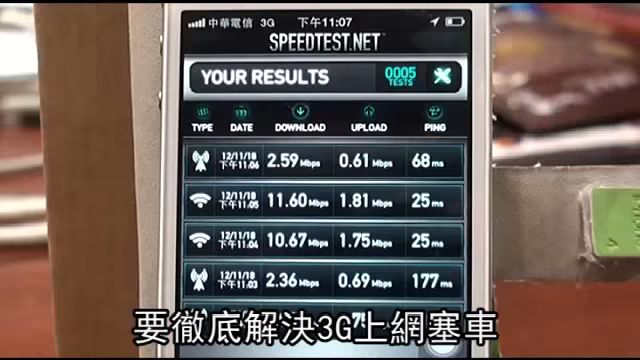 中華電信 3G 下午11:07
SPEEDTEST.NET
YOUR RESULTS 0005 TESTS
TYPE DATE DOWNLOAD UPLOAD PING
12/11/18 下午11.06 2.59 Mbps 0.61 Mbps 68 ms
12/11/18 下午11.05 11.60 Mbps 1.81 Mbps 25 ms
12/11/18 下午11.04 10.67 Mbps 1.75 Mbps 25 ms
12/11/18 下午11.03 2.36 Mbps 0.69 Mbps 177 ms
要徹底解決3G上網塞車